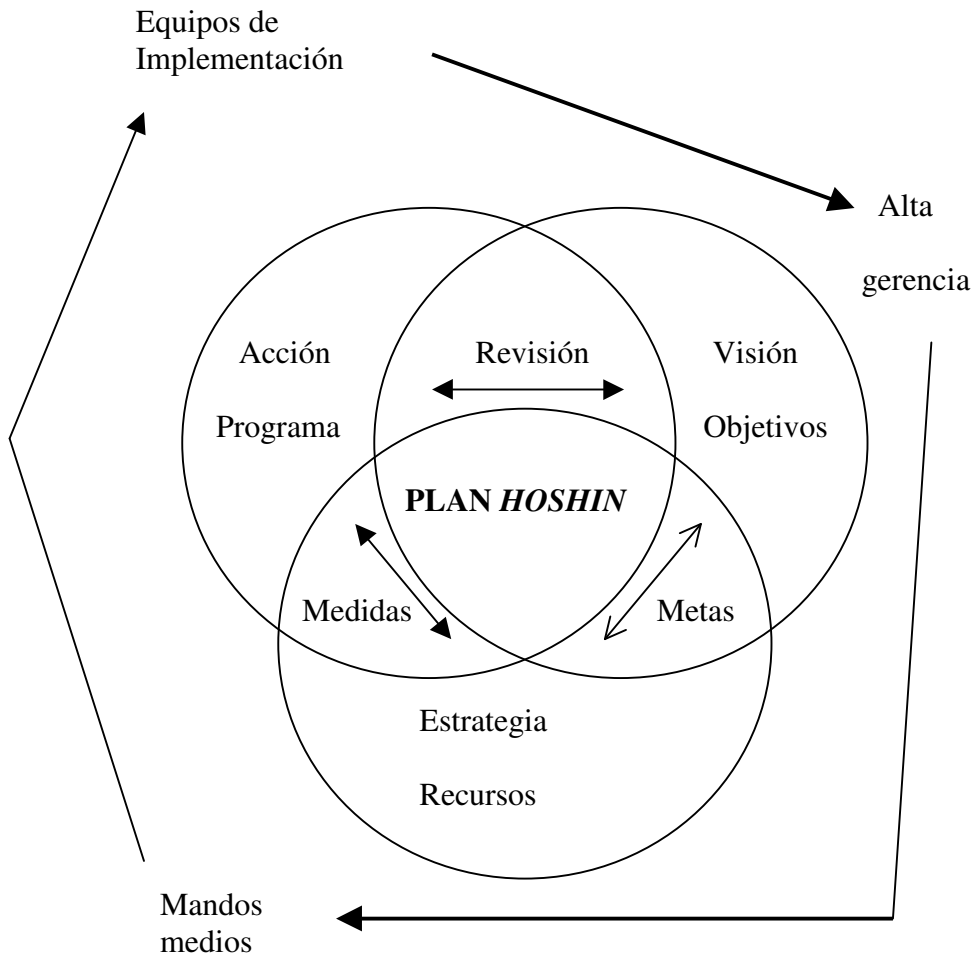 Equipos de
Implementación
Alta
gerencia
Acción
Revisión
Visión
Programa
Objetivos
PLAN HOSHIN
Medidas
Metas
Estrategia
Recursos
Mandos
medios